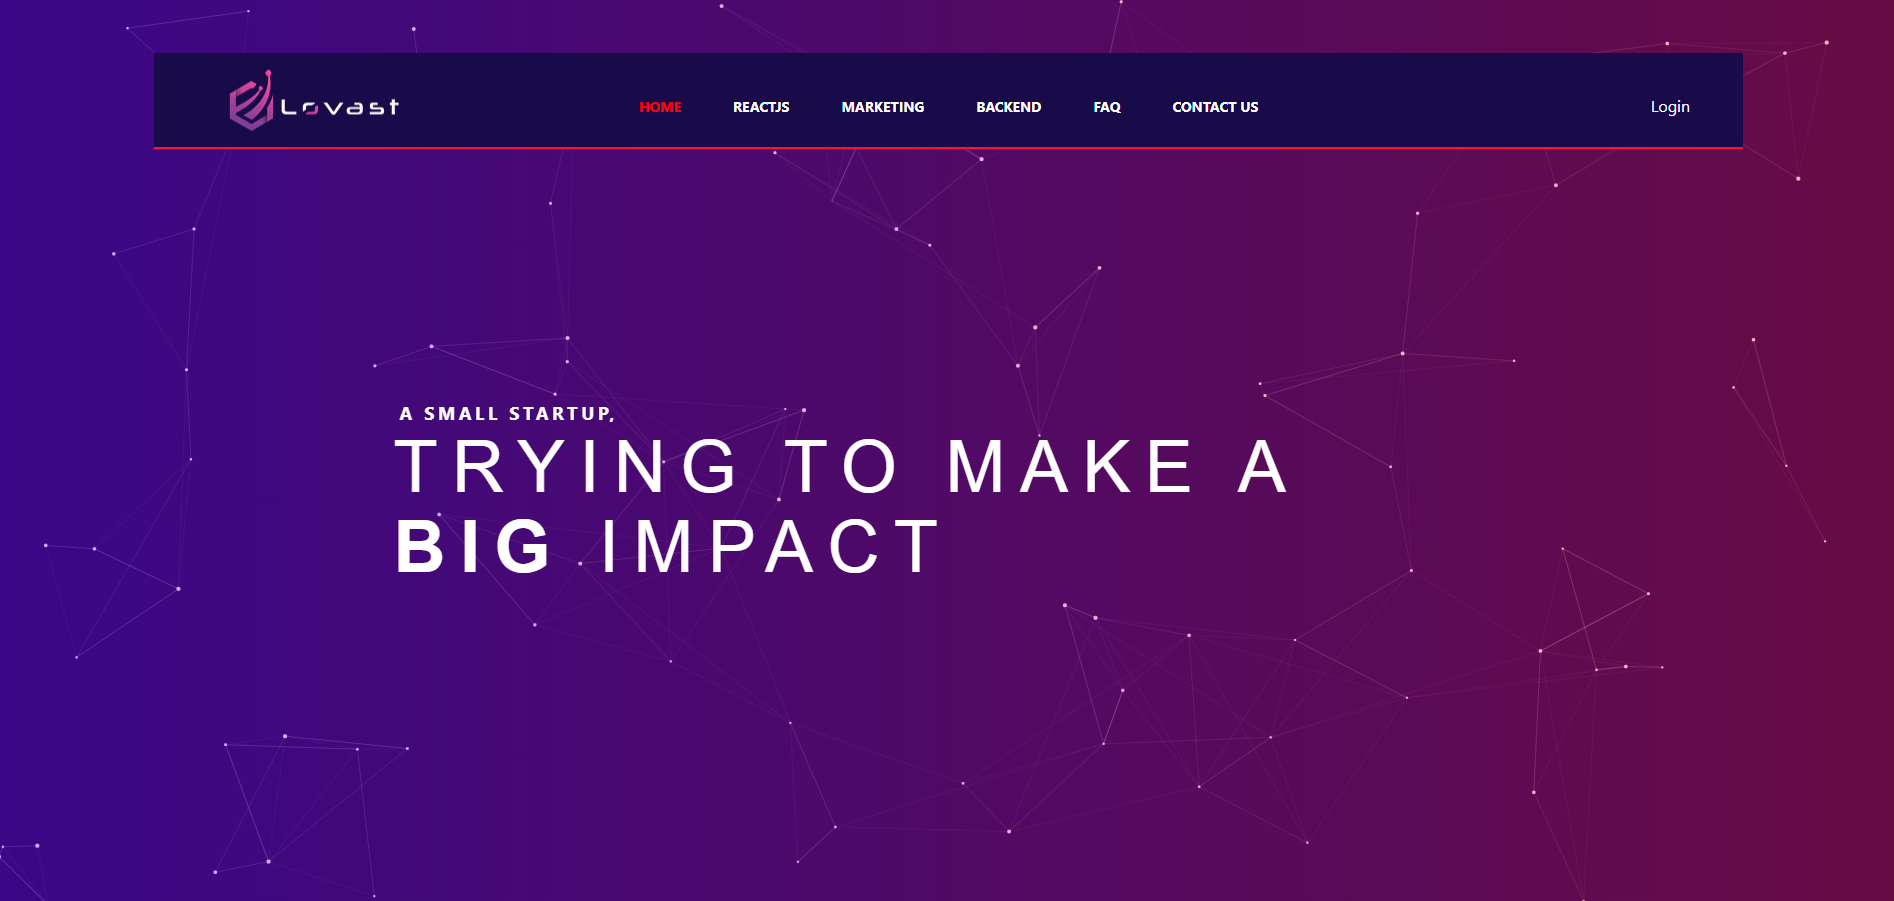 Lovast
HOME REACTJS MARKETING BACKEND FAQ CONTACT US Login
A SMALL STARTUP,
TRYING TO MAKE A
BIG IMPACT